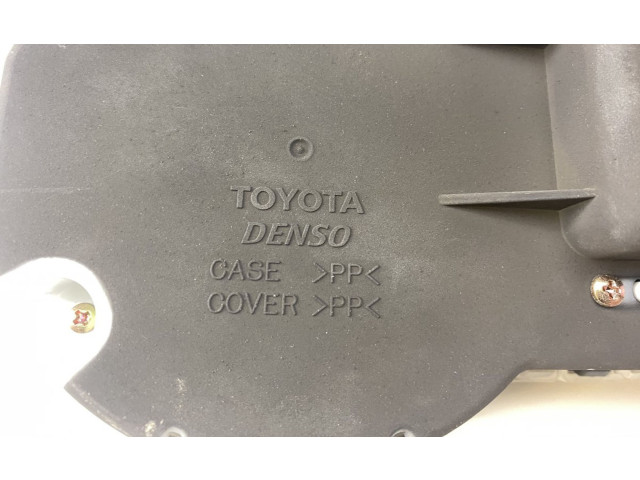 TOYOTA
DENSO
CASE >PP<
COVER >PP<